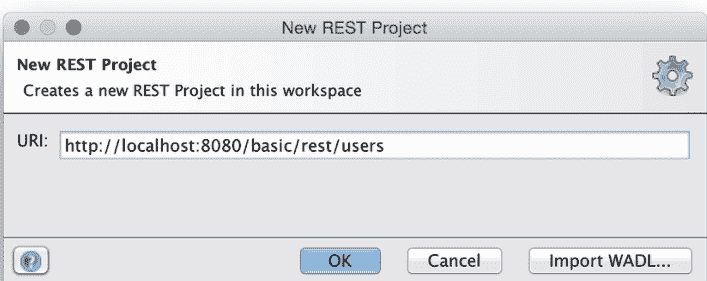 New REST Project
New REST Project
Creates a new REST Project in this workspace
URI: http://localhost:8080/basic/rest/users
OK Cancel Import WADL...